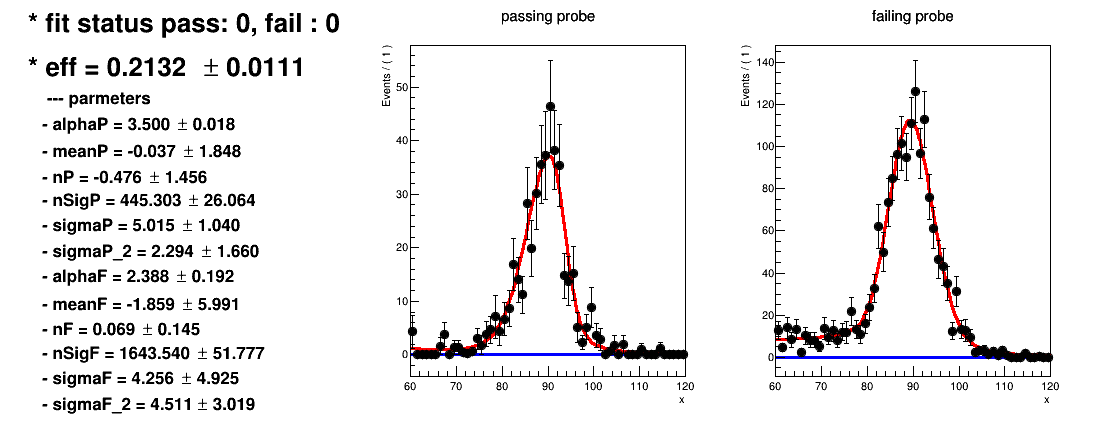 * fit status pass: 0, fail : 0
* eff = 0.2132 ± 0.0111
--- parmeters
- alphaP = 3.500 ± 0.018
- meanP = -0.037 ± 1.848
- nP = -0.476 ± 1.456
- nSigP = 445.303 ± 26.064
- sigmaP = 5.015 ± 1.040
- sigmaP_2 = 2.294 ± 1.660
- alphaF = 2.388 ± 0.192
- meanF = -1.859 ± 5.991
- nF = 0.069 ± 0.145
- nSigF = 1643.540 ± 51.777
- sigmaF = 4.256 ± 4.925
- sigmaF_2 = 4.511 ± 3.019
passing probe
Events / ( 1 )
50
40
30
20
10
0
60 70 80 90 100 110 120
x
failing probe
Events / ( 1 )
140
120
100
80
60
40
20
0
60 70 80 90 100 110 120
x